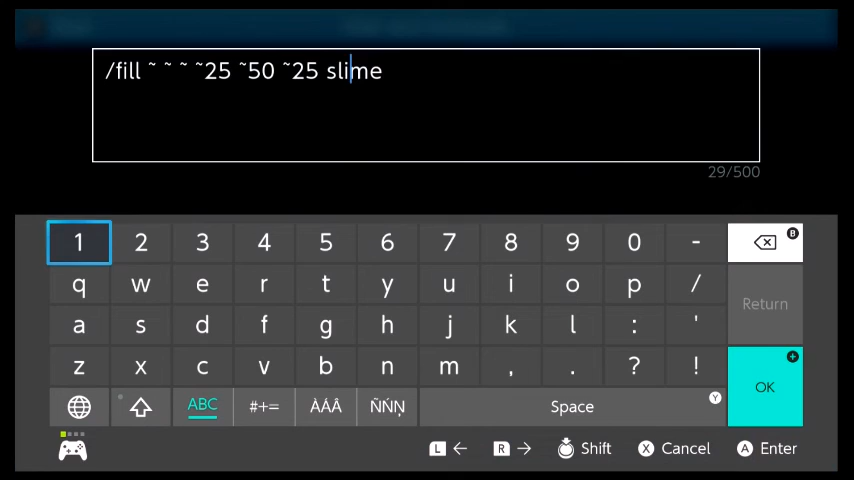 /fill ~ ~ ~ ~25 ~50 ~25 slime
29/500
1 2 3 4 5 6 7 8 9 0 -
B
q w e r t y u i o p /
Return
a s d f g h j k l : '
z x c v b n m , . ? !
+
OK
ABC #+= ÀÁÂ ÑŃŅ Space Y
L ← R → Shift X Cancel A Enter